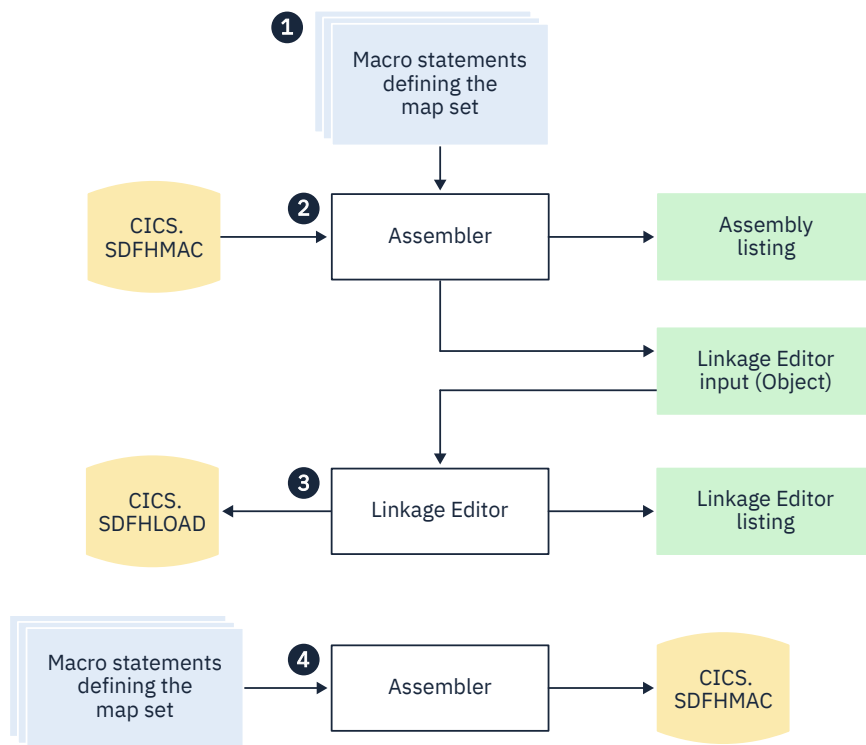 1
Macro statements
defining the
map set
CICS.
SDFHMAC
2
Assembler
Assembly
listing
Linkage Editor
input (Object)
CICS.
SDFHLOAD
3
Linkage Editor
Linkage Editor
listing
Macro statements
defining the
map set
4
Assembler
CICS.
SDFHMAC